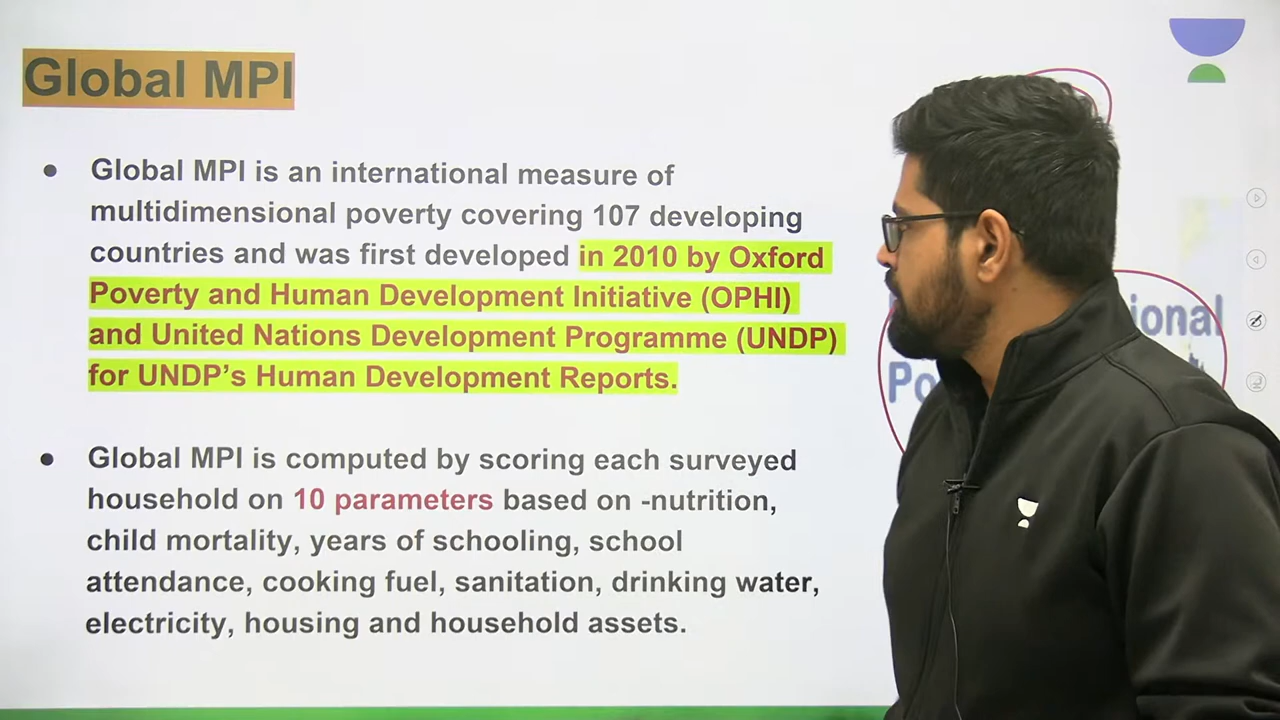 Global MPI
• Global MPI is an international measure of
multidimensional poverty covering 107 developing
countries and was first developed in 2010 by Oxford
Poverty and Human Development Initiative (OPHI)
and United Nations Development Programme (UNDP)
for UNDP’s Human Development Reports.
• Global MPI is computed by scoring each surveyed
household on 10 parameters based on -nutrition,
child mortality, years of schooling, school
attendance, cooking fuel, sanitation, drinking water,
electricity, housing and household assets.